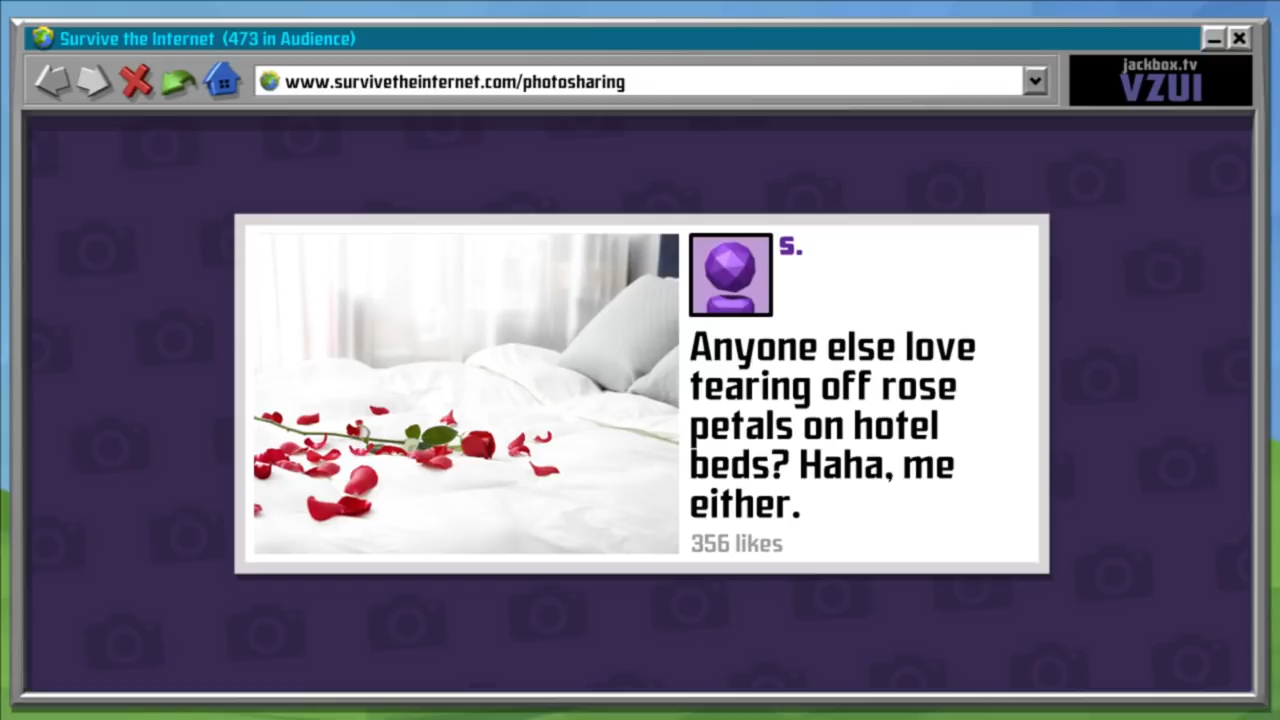 Survive the Internet (473 in Audience)
www.survivetheinternet.com/photosharing
jackbox.tv
VZUI
s.
Anyone else love
tearing off rose
petals on hotel
beds? Haha, me
either.
356 likes